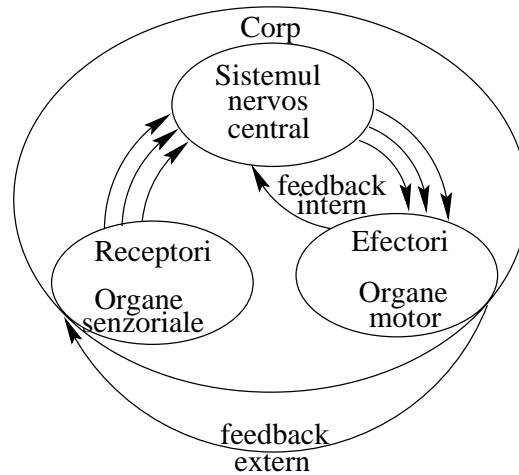 Corp
Sistemul
nervos
central
feedback
intern
Receptori
Organe
senzoriale
Efectori
Organe
motor
feedback
extern